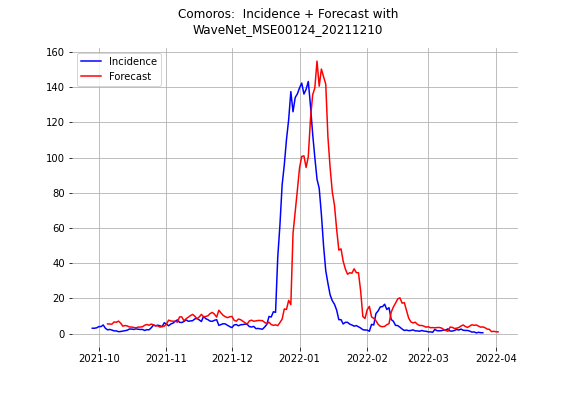 Comoros:  Incidence + Forecast with
WaveNet_MSE00124_20211210
Incidence
Forecast
160
140
120
100
80
60
40
20
0
2021-10 2021-11 2021-12 2022-01 2022-02 2022-03 2022-04